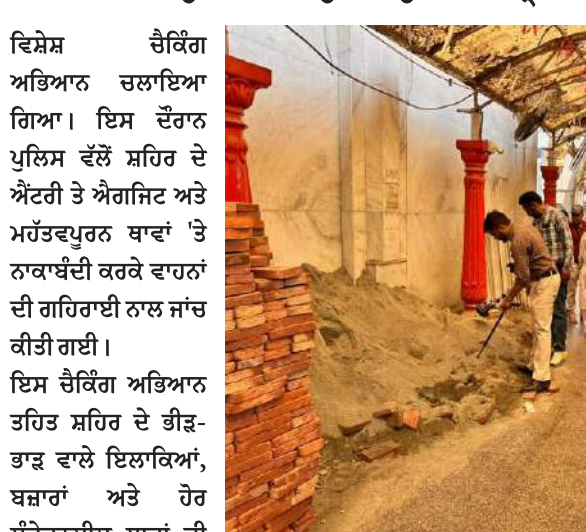 ਵਿਸ਼ੇਸ਼ ਚੈਕਿੰਗ
ਅਭਿਆਨ ਚਲਾਇਆ
ਗਿਆ। ਇਸ ਦੌਰਾਨ
ਪੁਲਿਸ ਵੱਲੋਂ ਸ਼ਹਿਰ ਦੇ
ਐਂਟਰੀ ਤੇ ਐਗਜਿਟ ਅਤੇ
ਮਹੱਤਵਪੂਰਨ ਥਾਵਾਂ 'ਤੇ
ਨਾਕਾਬੰਦੀ ਕਰਕੇ ਵਾਹਨਾਂ
ਦੀ ਗਹਿਰਾਈ ਨਾਲ ਜਾਂਚ
ਕੀਤੀ ਗਈ।
ਇਸ ਚੈਕਿੰਗ ਅਭਿਆਨ
ਤਹਿਤ ਸ਼ਹਿਰ ਦੇ ਭੀੜ-
ਭਾੜ ਵਾਲੇ ਇਲਾਕਿਆਂ,
ਬਜ਼ਾਰਾਂ ਅਤੇ ਹੋਰ